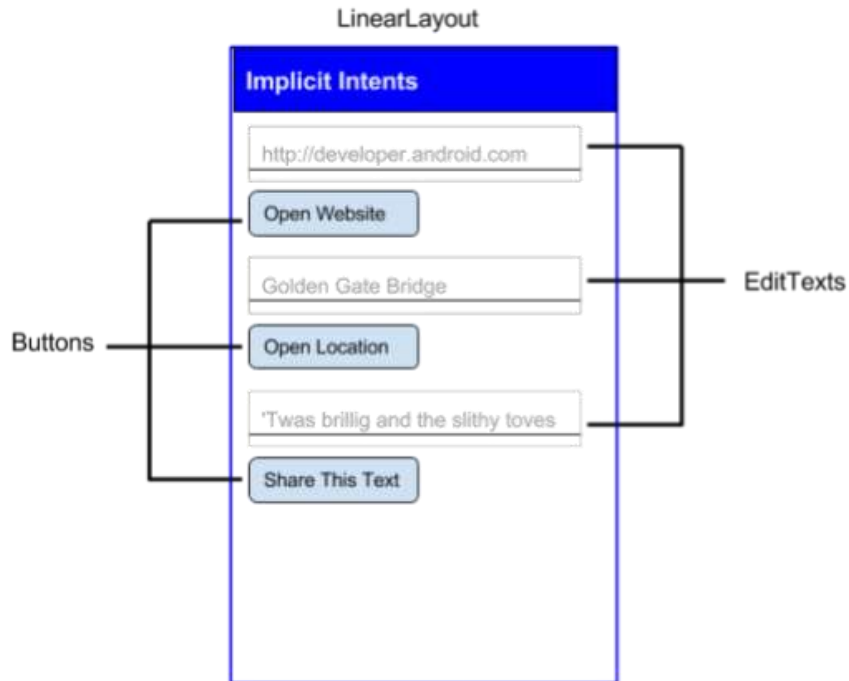 LinearLayout
Implicit Intents
http://developer.android.com
Open Website
Golden Gate Bridge
EditTexts
Buttons
Open Location
'Twas brillig and the slithy toves
Share This Text